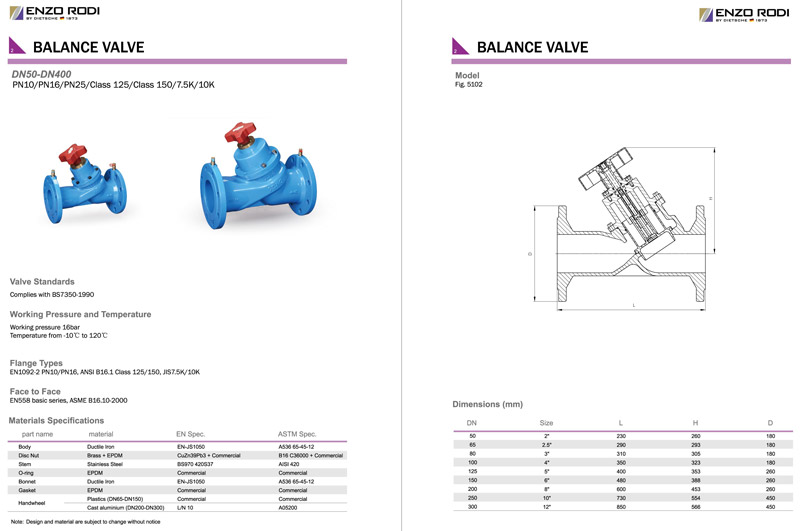 ENZO RODI
BY DIETSCHE 1973
2
BALANCE VALVE
DN50-DN400
PN10/PN16/PN25/Class 125/Class 150/7.5K/10K
Valve Standards
Complies with BS7350-1990
Working Pressure and Temperature
Working pressure 16bar
Temperature from -10℃ to 120℃
Flange Types
EN1092-2 PN10/PN16, ANSI B16.1 Class 125/150, JIS7.5K/10K
Face to Face
EN558 basic series, ASME B16.10-2000
Materials Specifications
part name material EN Spec. ASTM Spec.
Body Ductile Iron EN-JS1050 A536 65-45-12
Disc Nut Brass + EPDM CuZn39Pb3 + Commercial B16 C36000 + Commercial
Stem Stainless Steel BS970 420S37 AISI 420
O-ring EPDM Commercial Commercial
Bonnet Ductile Iron EN-JS1050 A536 65-45-12
Gasket EPDM Commercial Commercial
Handwheel Plastics (DN65-DN150) Commercial Commercial
Cast aluminium (DN200-DN300) L/N 10 A05200
Note: Design and material are subject to change without notice
ENZO RODI
BY DIETSCHE 1973
2
BALANCE VALVE
Model
Fig. 5102
H
D
L
Dimensions (mm)
DN Size L H D
50 2" 230 260 180
65 2.5" 290 293 180
80 3" 310 305 180
100 4" 350 323 180
125 5" 400 353 260
150 6" 480 388 260
200 8" 600 453 260
250 10" 730 554 450
300 12" 850 566 450